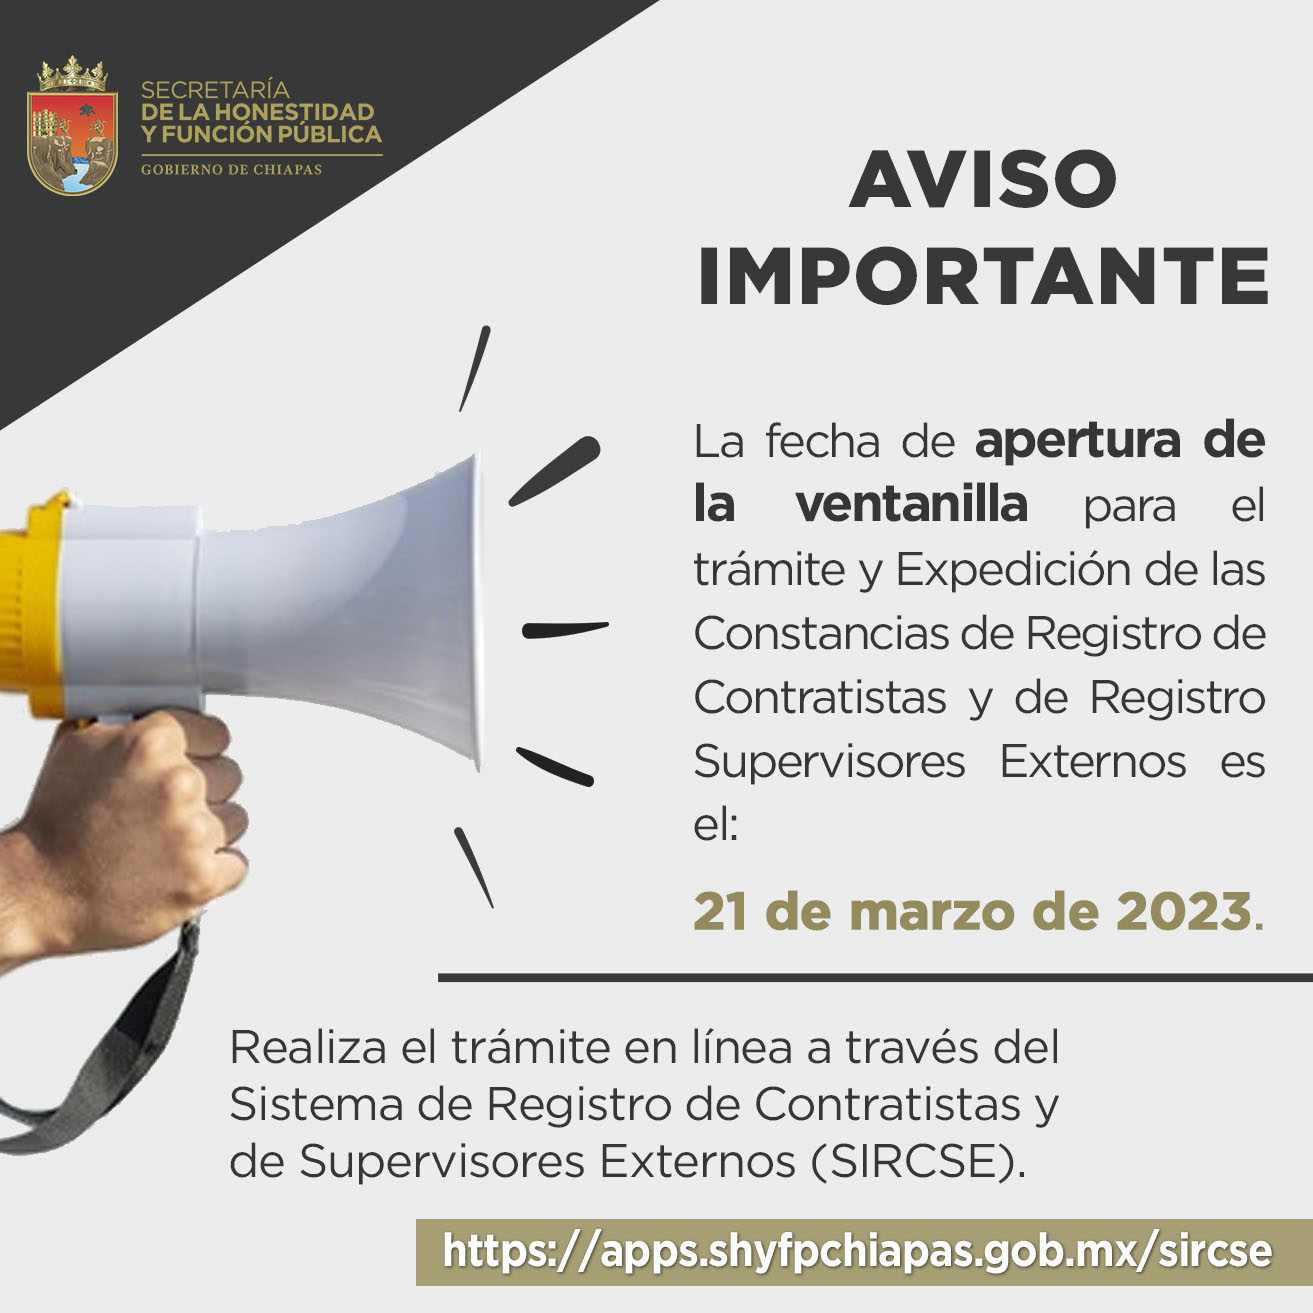 SECRETARÍA
DE LA HONESTIDAD
Y FUNCIÓN PÚBLICA
GOBIERNO DE CHIAPAS
AVISO
IMPORTANTE
La fecha de apertura de
la ventanilla para el
trámite y Expedición de las
Constancias de Registro de
Contratistas y de Registro
Supervisores Externos es
el:
21 de marzo de 2023.
Realiza el trámite en línea a través del
Sistema de Registro de Contratistas y
de Supervisores Externos (SIRCSE).
https://apps.shyfpchiapas.gob.mx/sircse